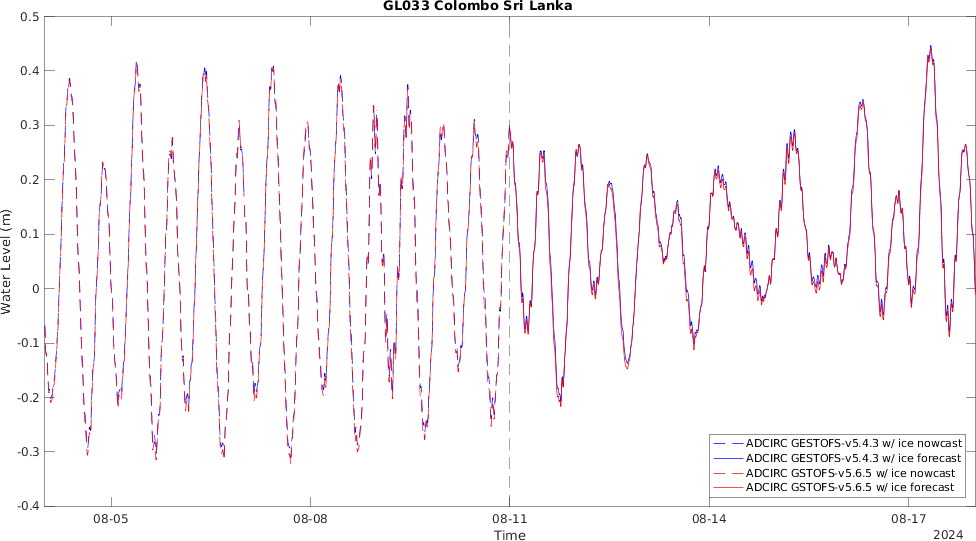 GL033 Colombo Sri Lanka
0.5
0.4
0.3
0.2
0.1
0
-0.1
-0.2
-0.3
-0.4
Water Level (m)
ADCIRC GESTOFS-v5.4.3 w/ ice nowcast
ADCIRC GESTOFS-v5.4.3 w/ ice forecast
ADCIRC GSTOFS-v5.6.5 w/ ice nowcast
ADCIRC GSTOFS-v5.6.5 w/ ice forecast
08-05 08-08 08-11 08-14 08-17
Time
2024